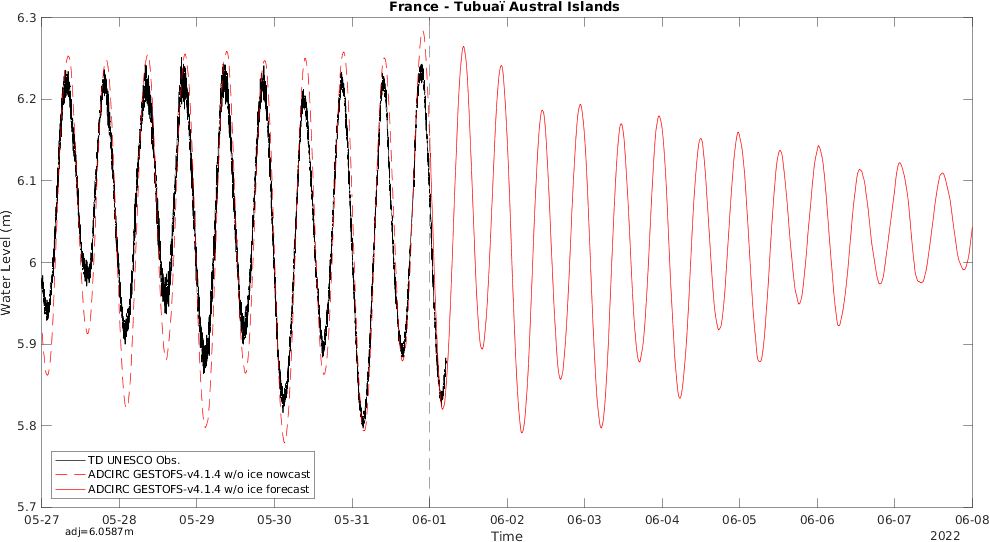 France - Tubuaï Austral Islands
6.3
6.2
6.1
6
5.9
5.8
5.7
Water Level (m)
TD UNESCO Obs.
ADCIRC GESTOFS-v4.1.4 w/o ice nowcast
ADCIRC GESTOFS-v4.1.4 w/o ice forecast
05-27 05-28 05-29 05-30 05-31 06-01 06-02 06-03 06-04 06-05 06-06 06-07 06-08
adj=6.0587m
Time
2022